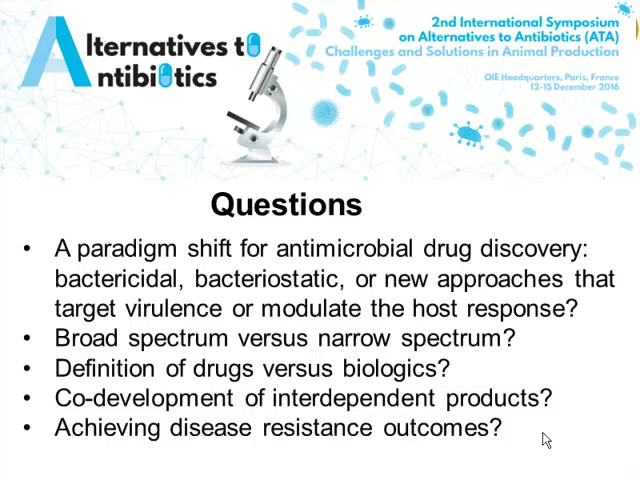 Alternatives to
Antibiotics
2nd International Symposium
on Alternatives to Antibiotics (ATA)
Challenges and Solutions in Animal Production
OIE Headquarters, Paris, France
12-15 December 2016
Questions
• A paradigm shift for antimicrobial drug discovery:
bactericidal, bacteriostatic, or new approaches that
target virulence or modulate the host response?
• Broad spectrum versus narrow spectrum?
• Definition of drugs versus biologics?
• Co-development of interdependent products?
• Achieving disease resistance outcomes?